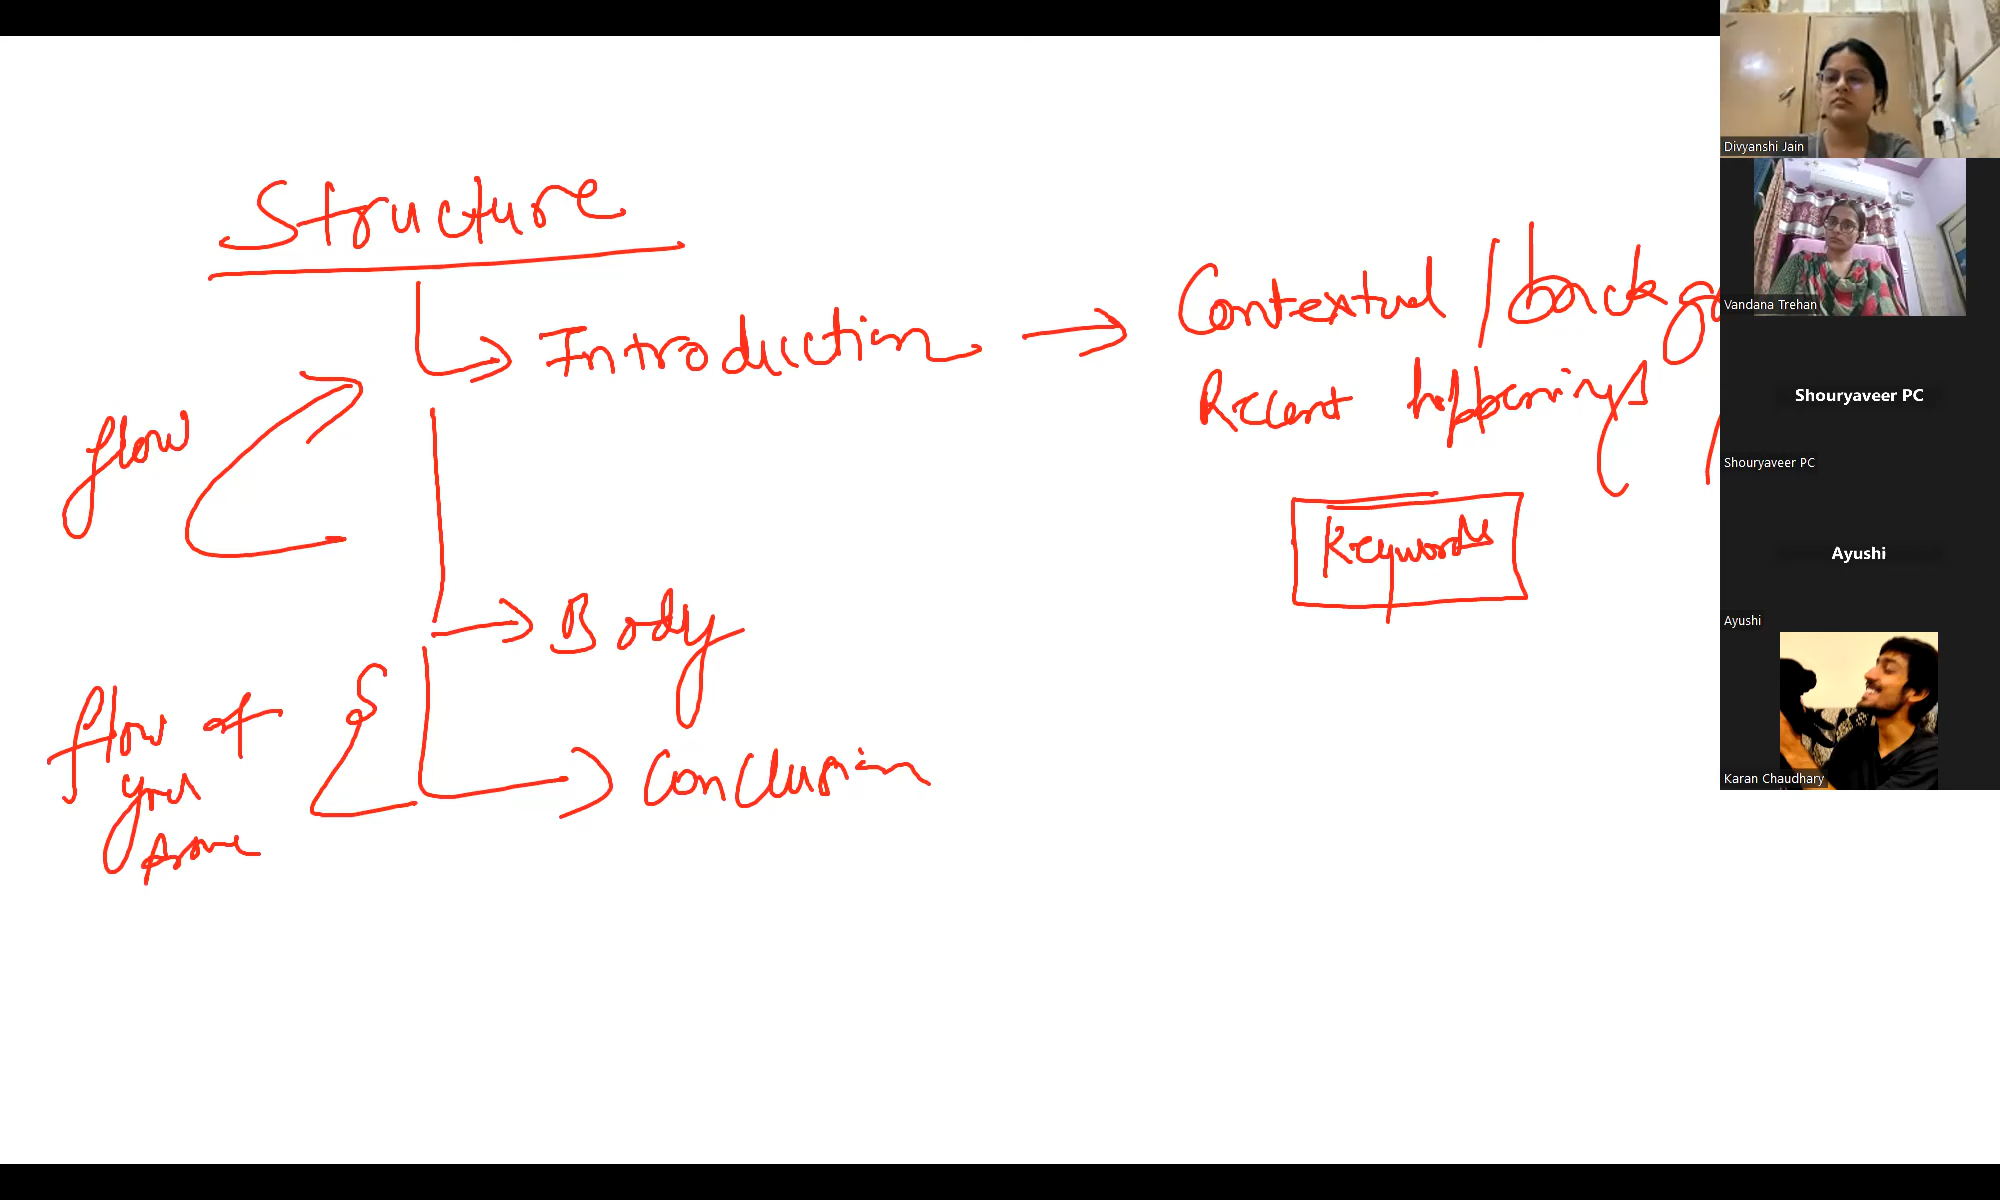 Structure
Introduction
Contextual / backg
Recent happenings
Keywords
flow
Body
flow of
your
Conclusion
Divyanshi Jain
Vandana Trehan
Shouryaveer PC
Shouryaveer PC
Ayushi
Ayushi
Karan Chaudhary